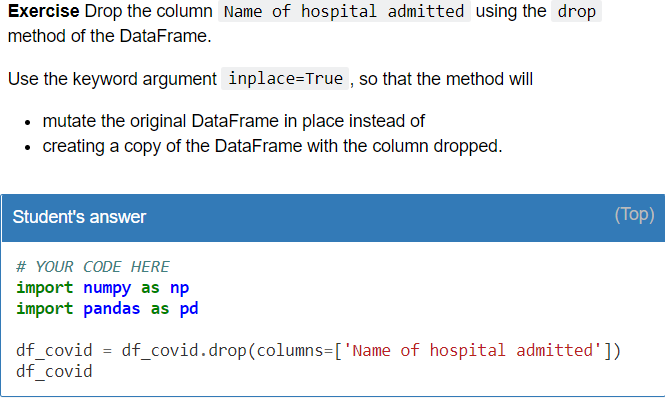 Exercise Drop the column Name of hospital admitted using the drop
method of the DataFrame.
Use the keyword argument inplace=True , so that the method will
• mutate the original DataFrame in place instead of
• creating a copy of the DataFrame with the column dropped.
Student's answer (Top)
# YOUR CODE HERE
import numpy as np
import pandas as pd
df_covid = df_covid.drop(columns=['Name of hospital admitted'])
df_covid